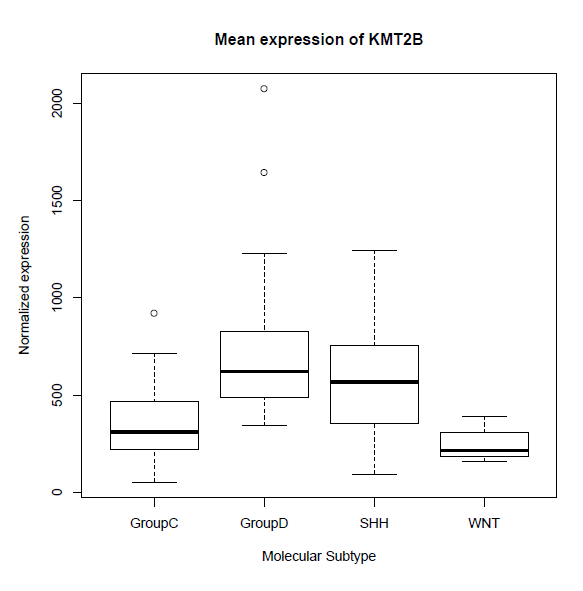 Mean expression of KMT2B
Normalized expression
2000
1500
1000
500
0
GroupC GroupD SHH WNT
Molecular Subtype